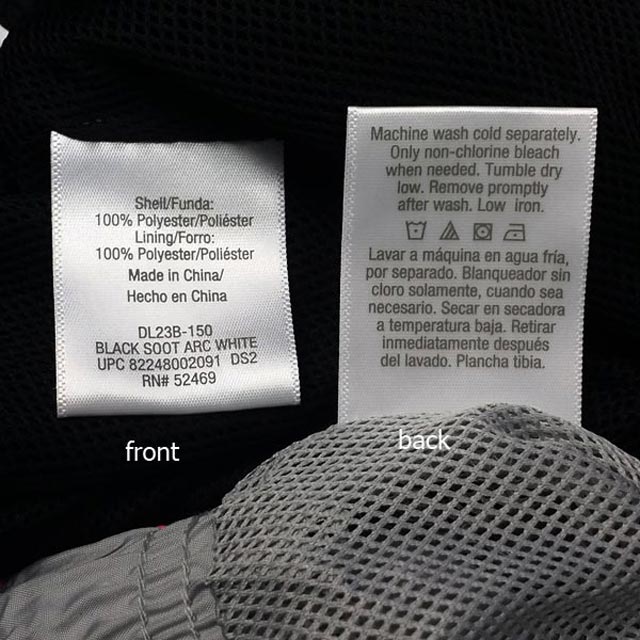 Shell/Funda:
100% Polyester/Poliéster
Lining/Forro:
100% Polyester/Poliéster
Made in China/
Hecho en China
DL23B-150
BLACK SOOT ARC WHITE
UPC 82248002091 DS2
RN# 52469
front
Machine wash cold separately.
Only non-chlorine bleach
when needed. Tumble dry
low. Remove promptly
after wash. Low iron.
Lavar a máquina en agua fría,
por separado. Blanqueador sin
cloro solamente, cuando sea
necesario. Secar en secadora
a temperatura baja. Retirar
inmediatamente después
del lavado. Plancha tibia.
back